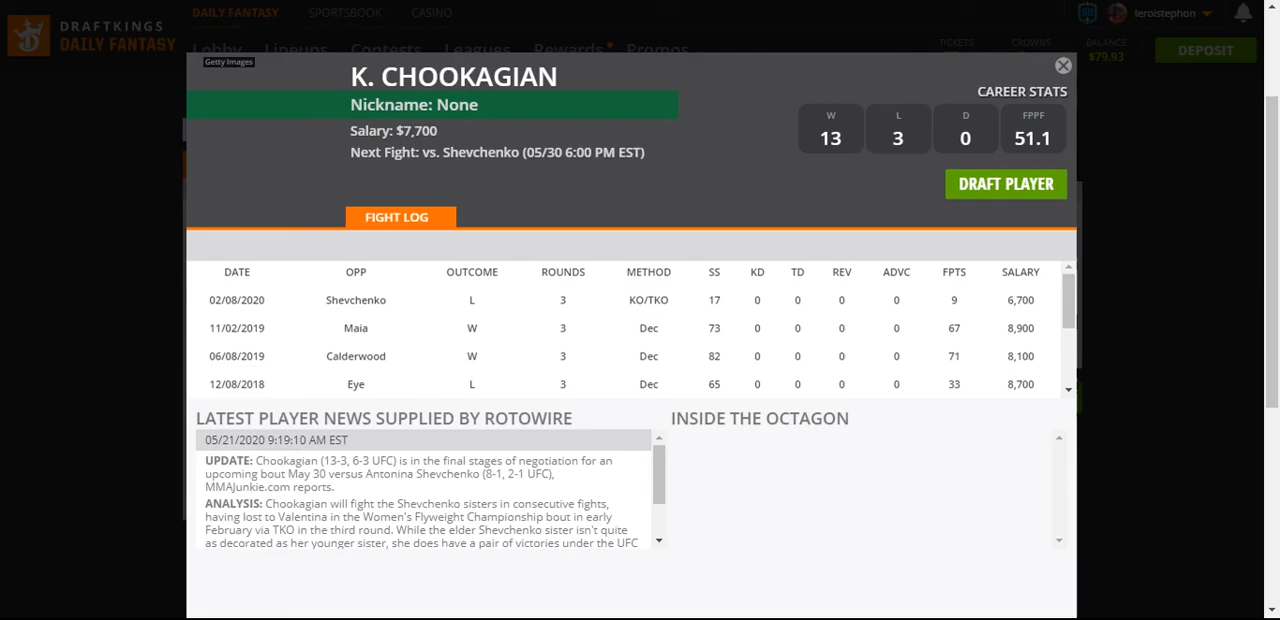 DRAFTKINGS
DAILY FANTASY
DAILY FANTASY SPORTSBOOK CASINO
leroistephon
Lobby Lineups Contests Leagues Rewards Promos
TICKETS CROWNS BALANCE
$79.93
DEPOSIT
Getty Images
K. CHOOKAGIAN
Nickname: None
Salary: $7,700
Next Fight: vs. Shevchenko (05/30 6:00 PM EST)
CAREER STATS
W L D FPPF
13 3 0 51.1
DRAFT PLAYER
FIGHT LOG
DATE OPP OUTCOME ROUNDS METHOD SS KD TD REV ADVC FPTS SALARY
02/08/2020 Shevchenko L 3 KO/TKO 17 0 0 0 0 9 6,700
11/02/2019 Maia W 3 Dec 73 0 0 0 0 67 8,900
06/08/2019 Calderwood W 3 Dec 82 0 0 0 0 71 8,100
12/08/2018 Eye L 3 Dec 65 0 0 0 0 33 8,700
LATEST PLAYER NEWS SUPPLIED BY ROTOWIRE
05/21/2020 9:19:10 AM EST
UPDATE: Chookagian (13-3, 6-3 UFC) is in the final stages of negotiation for an
upcoming bout May 30 versus Antonina Shevchenko (8-1, 2-1 UFC),
MMAJunkie.com reports.
ANALYSIS: Chookagian will fight the Shevchenko sisters in consecutive fights,
having lost to Valentina in the Women's Flyweight Championship bout in early
February via TKO in the third round. While the elder Shevchenko sister isn't quite
as decorated as her younger sister, she does have a pair of victories under the UFC
INSIDE THE OCTAGON